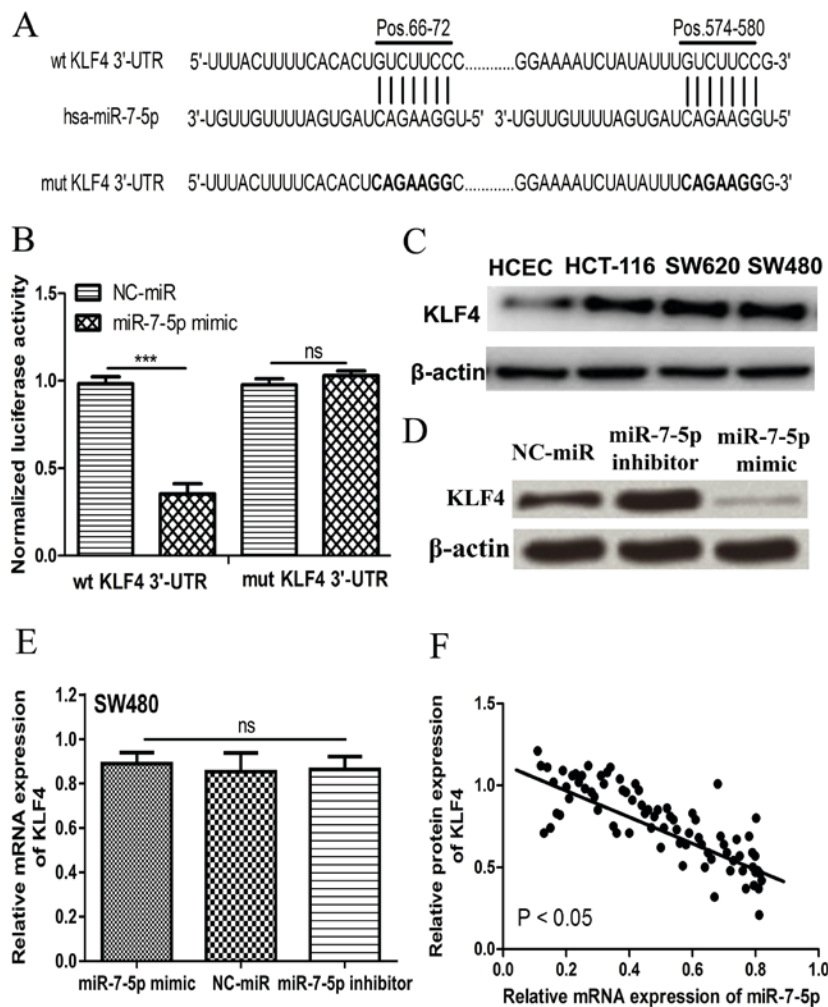 A
Pos.66-72 Pos.574-580
wt KLF4 3'-UTR 5'-UUUACUUUUCACACUGUCUUCCC............GGAAAAUCUAUAUUUGUCUUCCG-3'
hsa-miR-7-5p 3'-UGUUGUUUUAGUGAUCAGAAGGU-5' 3'-UGUUGUUUUAGUGAUCAGAAGGU-5'
mut KLF4 3'-UTR 5'-UUUACUUUUCACACUCAGAAGGC............GGAAAAUCUAUAUUUCAGAAGGG-3'
B
Normalized luciferase activity
1.5
1.0
0.5
0.0
NC-miR
miR-7-5p mimic
***
ns
wt KLF4 3'-UTR mut KLF4 3'-UTR
C
HCEC HCT-116 SW620 SW480
KLF4
β-actin
D
NC-miR miR-7-5p inhibitor miR-7-5p mimic
KLF4
β-actin
E
SW480
Relative mRNA expression
of KLF4
1.2
1.0
0.8
0.6
0.4
0.2
0.0
ns
miR-7-5p mimic NC-miR miR-7-5p inhibitor
F
Relative protein expression
of KLF4
1.5
1.0
0.5
0.0
P < 0.05
0.0 0.2 0.4 0.6 0.8 1.0
Relative mRNA expression of miR-7-5p